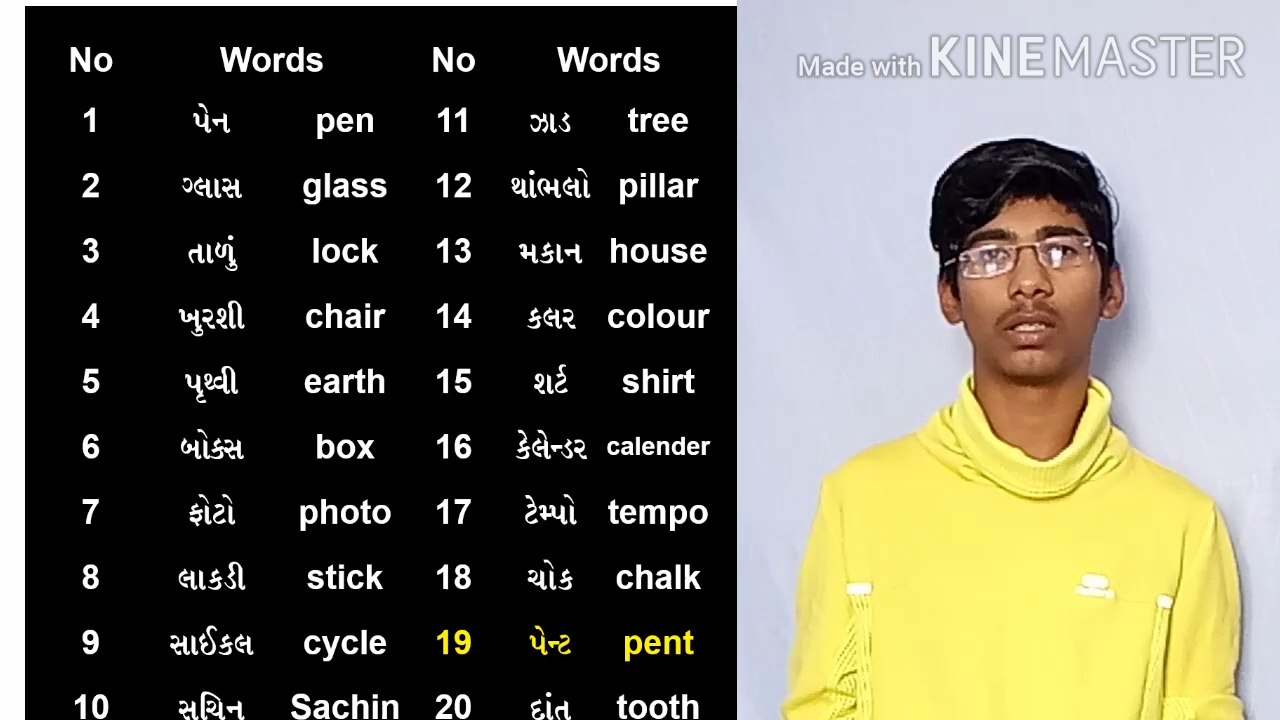 No Words No Words
1 પેન pen 11 ઝાડ tree
2 ગ્લાસ glass 12 થાંભલો pillar
3 તાળું lock 13 મકાન house
4 ખુરશી chair 14 કલર colour
5 પૃથ્વી earth 15 શર્ટ shirt
6 બોક્સ box 16 કેલેન્ડર calender
7 ફોટો photo 17 ટેમ્પો tempo
8 લાકડી stick 18 ચોક chalk
9 સાઈકલ cycle 19 પેન્ટ pent
10 સચિન Sachin 20 દાંત tooth
Made with KINEMASTER